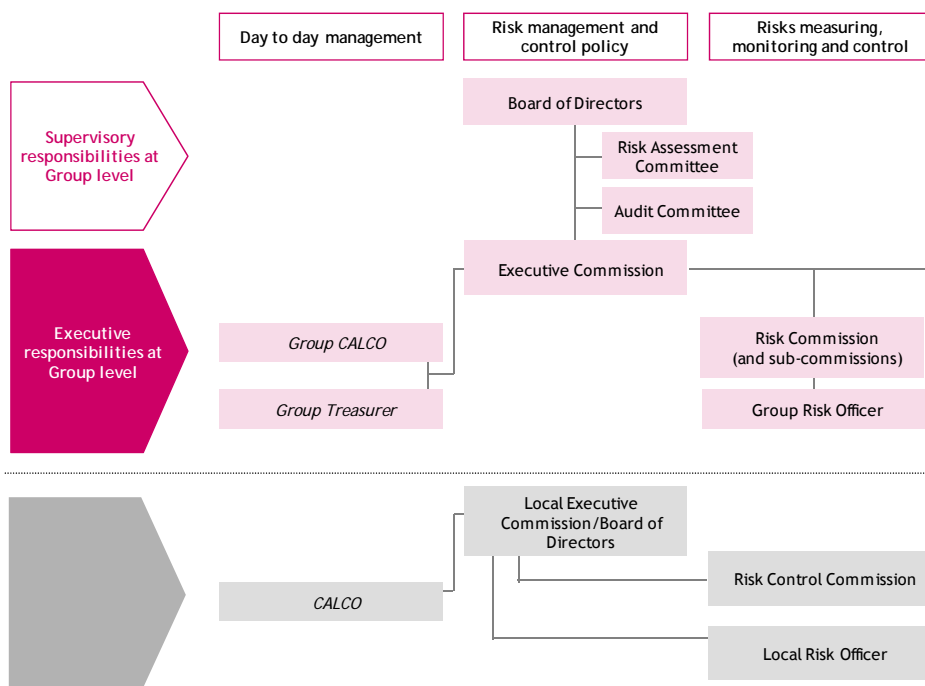 Day to day management
Risk management and
control policy
Risks measuring,
monitoring and control
Supervisory
responsibilities at
Group level
Board of Directors
Risk Assessment
Committee
Audit Committee
Executive
responsibilities at
Group level
Executive Commission
Group CALCO
Group Treasurer
Risk Commission
(and sub-commissions)
Group Risk Officer
Local Executive
Commission/Board of
Directors
CALCO
Risk Control Commission
Local Risk Officer